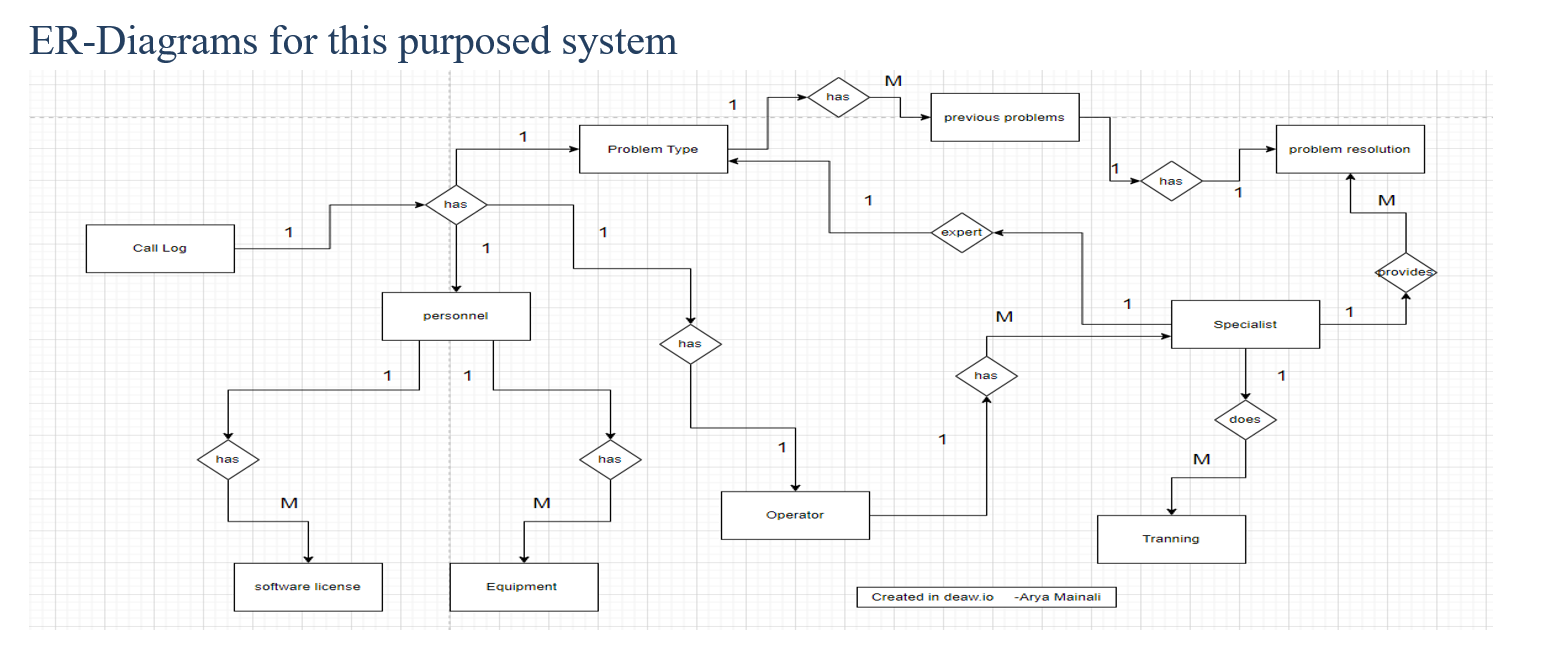 ER-Diagrams for this purposed system
M
has
1
previous problems
1
Problem Type
problem resolution
1
has
1
M
1
has
1
expert
1
1
Call Log
provides
1
M
1
personnel
Specialist
has
1
1
has
1
does
1
1
M
has
has
M
M
Operator
Tranning
software license
Equipment
Created in deaw.io -Arya Mainali